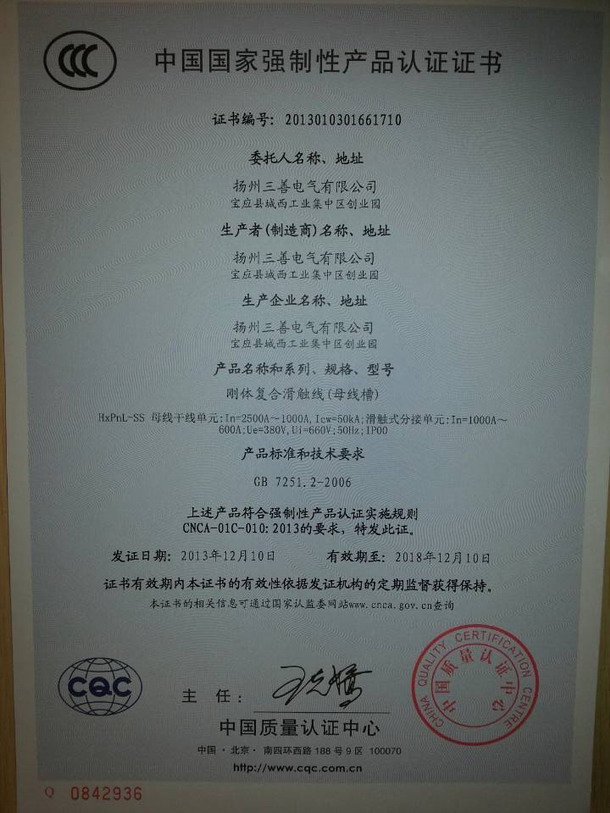 CCC
中国国家强制性产品认证证书
证书编号：2013010301661710
委托人名称、地址
扬州三善电气有限公司
宝应县城西工业集中区创业园
生产者(制造商)名称、地址
扬州三善电气有限公司
宝应县城西工业集中区创业园
生产企业名称、地址
扬州三善电气有限公司
宝应县城西工业集中区创业园
产品名称和系列、规格、型号
刚体复合滑触线(母线槽)
HxPnL-SS 母线干线单元:In=2500A～1000A,Icw=50kA;滑触式分接单元:In=1000A～
600A;Ue=380V,Ui=660V;50Hz;IP00
产品标准和技术要求
GB 7251.2-2006
上述产品符合强制性产品认证实施规则
CNCA-01C-010:2013的要求，特发此证。
发证日期：2013年12月10日 有效期至：2018年12月10日
证书有效期内本证书的有效性依据发证机构的定期监督获得保持。
本证书的相关信息可通过国家认监委网站www.cnca.gov.cn查询
CHINA QUALITY CERTIFICATION CENTRE
中国质量认证中心
CQC
主任：
中国质量认证中心
中国·北京·南四环西路188号9区 100070
http://www.cqc.com.cn
Q 0842936